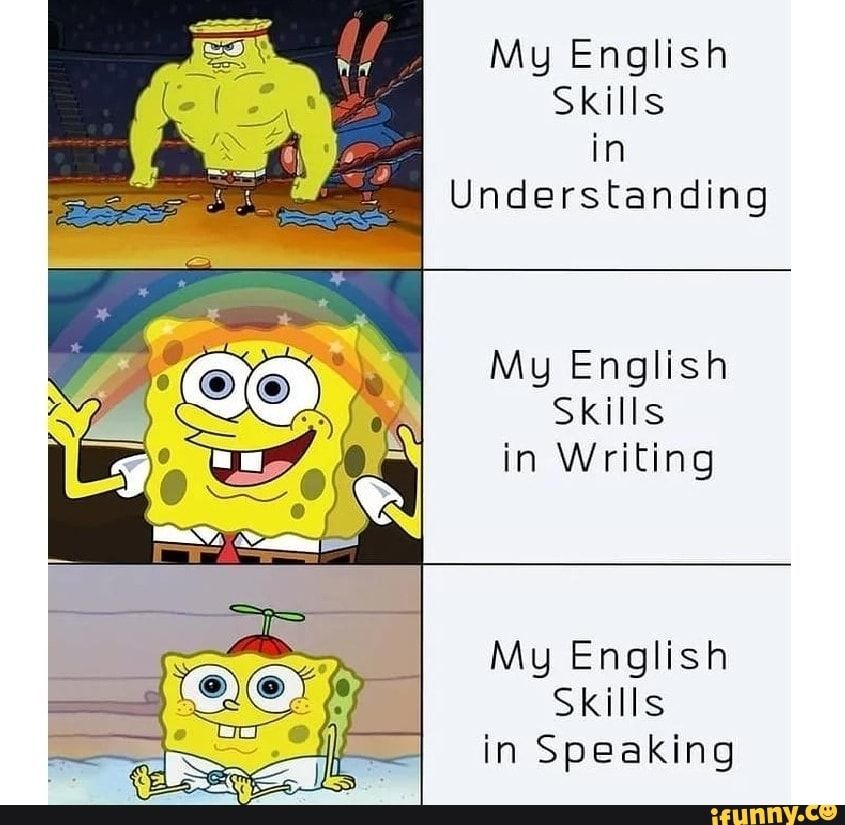 My English
Skills
in
Understanding
My English
Skills
in Writing
My English
Skills
in Speaking
ifunny.co